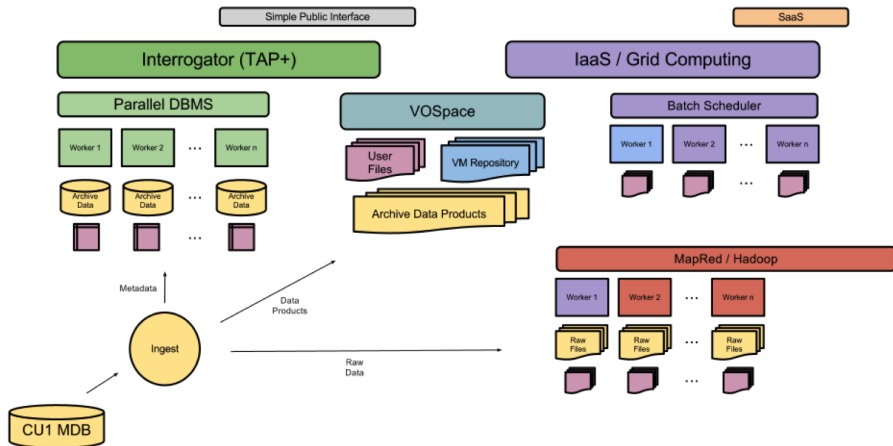 Simple Public Interface
SaaS
Interrogator (TAP+)
IaaS / Grid Computing
Parallel DBMS
VOSpace
Batch Scheduler
Worker 1
Worker 2
...
Worker n
User
Files
VM Repository
Worker 1
Worker 2
...
Worker n
Archive
Data
Archive
Data
...
Archive
Data
Archive Data Products
...
...
MapRed / Hadoop
Metadata
Data
Products
Worker 1
Worker 2
...
Worker n
Ingest
Raw
Files
Raw
Files
...
Raw
Files
Raw
Data
...
CU1 MDB